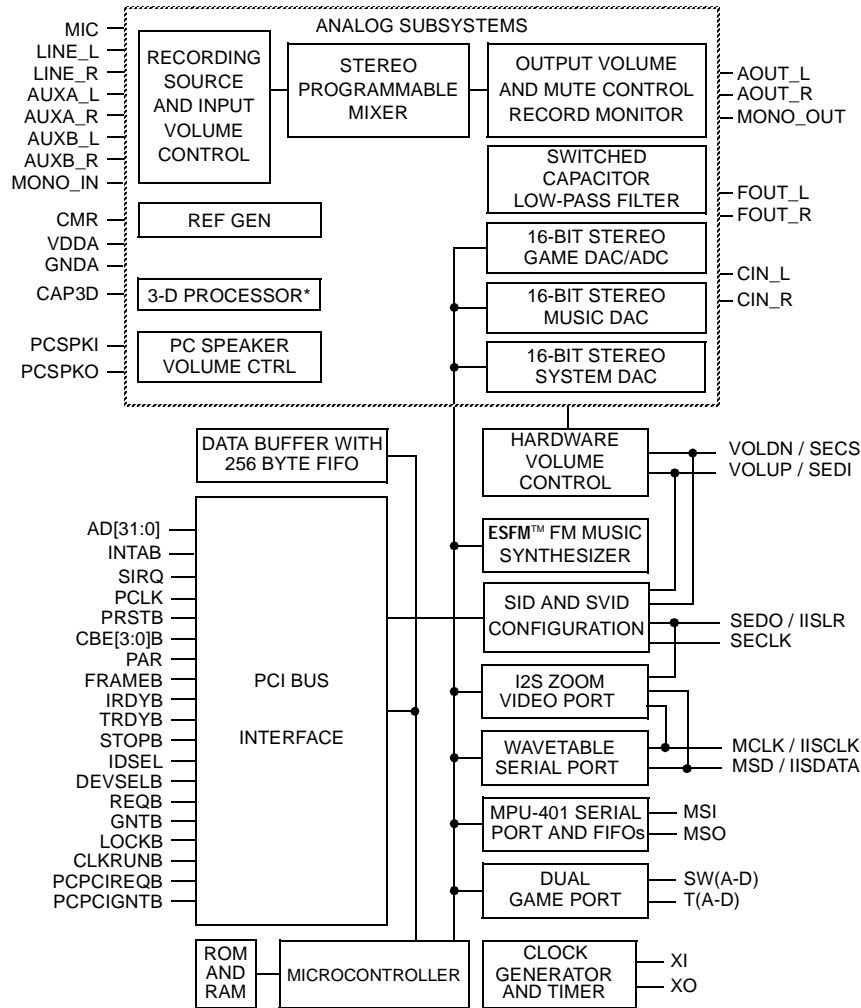 ANALOG SUBSYSTEMS
MIC
LINE_L
LINE_R
AUXA_L
AUXA_R
AUXB_L
AUXB_R
MONO_IN
CMR
VDDA
GNDA
CAP3D
PCSPKI
PCSPKO
RECORDING
SOURCE
AND INPUT
VOLUME
CONTROL
STEREO
PROGRAMMABLE
MIXER
OUTPUT VOLUME
AND MUTE CONTROL
RECORD MONITOR
AOUT_L
AOUT_R
MONO_OUT
SWITCHED
CAPACITOR
LOW-PASS FILTER
FOUT_L
FOUT_R
REF GEN
16-BIT STEREO
GAME DAC/ADC
CIN_L
CIN_R
3-D PROCESSOR*
16-BIT STEREO
MUSIC DAC
PC SPEAKER
VOLUME CTRL
16-BIT STEREO
SYSTEM DAC
DATA BUFFER WITH
256 BYTE FIFO
HARDWARE
VOLUME
CONTROL
VOLDN / SECS
VOLUP / SEDI
AD[31:0]
INTAB
SIRQ
PCLK
PRSTB
CBE[3:0]B
PAR
FRAMEB
IRDYB
TRDYB
STOPB
IDSEL
DEVSELB
REQB
GNTB
LOCKB
CLKRUNB
PCPCIREQB
PCPCIGNTB
PCI BUS
INTERFACE
ESFM™ FM MUSIC
SYNTHESIZER
SID AND SVID
CONFIGURATION
SEDO / IISLR
SECLK
I2S ZOOM
VIDEO PORT
WAVETABLE
SERIAL PORT
MCLK / IISCLK
MSD / IISDATA
MPU-401 SERIAL
PORT AND FIFOs
MSI
MSO
DUAL
GAME PORT
SW(A-D)
T(A-D)
ROM
AND
RAM
MICROCONTROLLER
CLOCK
GENERATOR
AND TIMER
XI
XO